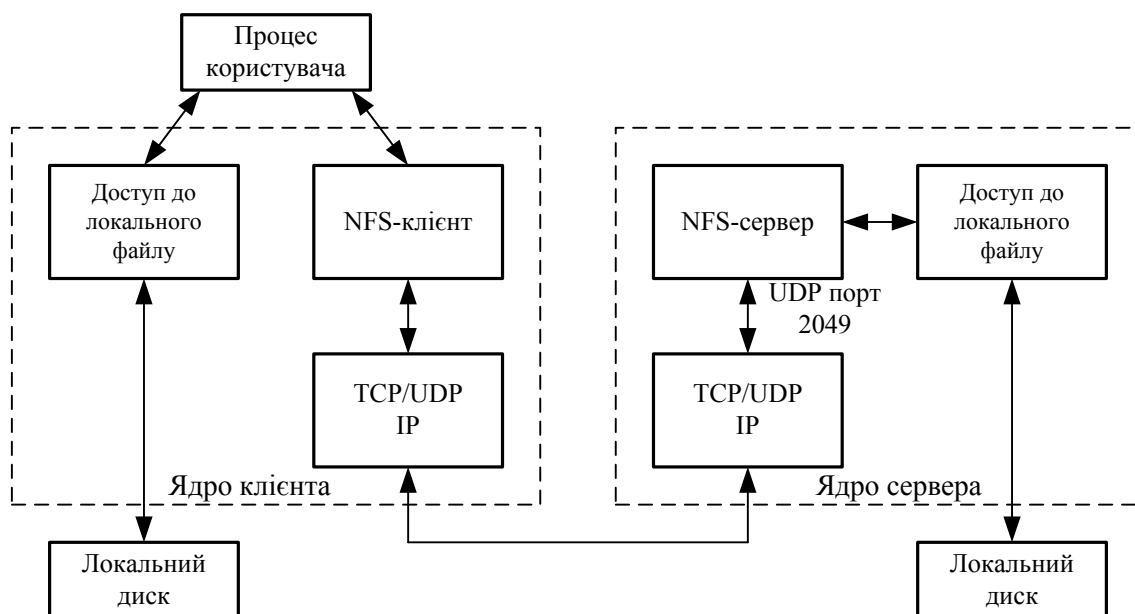 Процес
користувача
Доступ до
локального
файлу
NFS-клієнт
NFS-сервер
Доступ до
локального
файлу
UDP порт
2049
TCP/UDP
IP
TCP/UDP
IP
Ядро клієнта
Ядро сервера
Локальний
диск
Локальний
диск